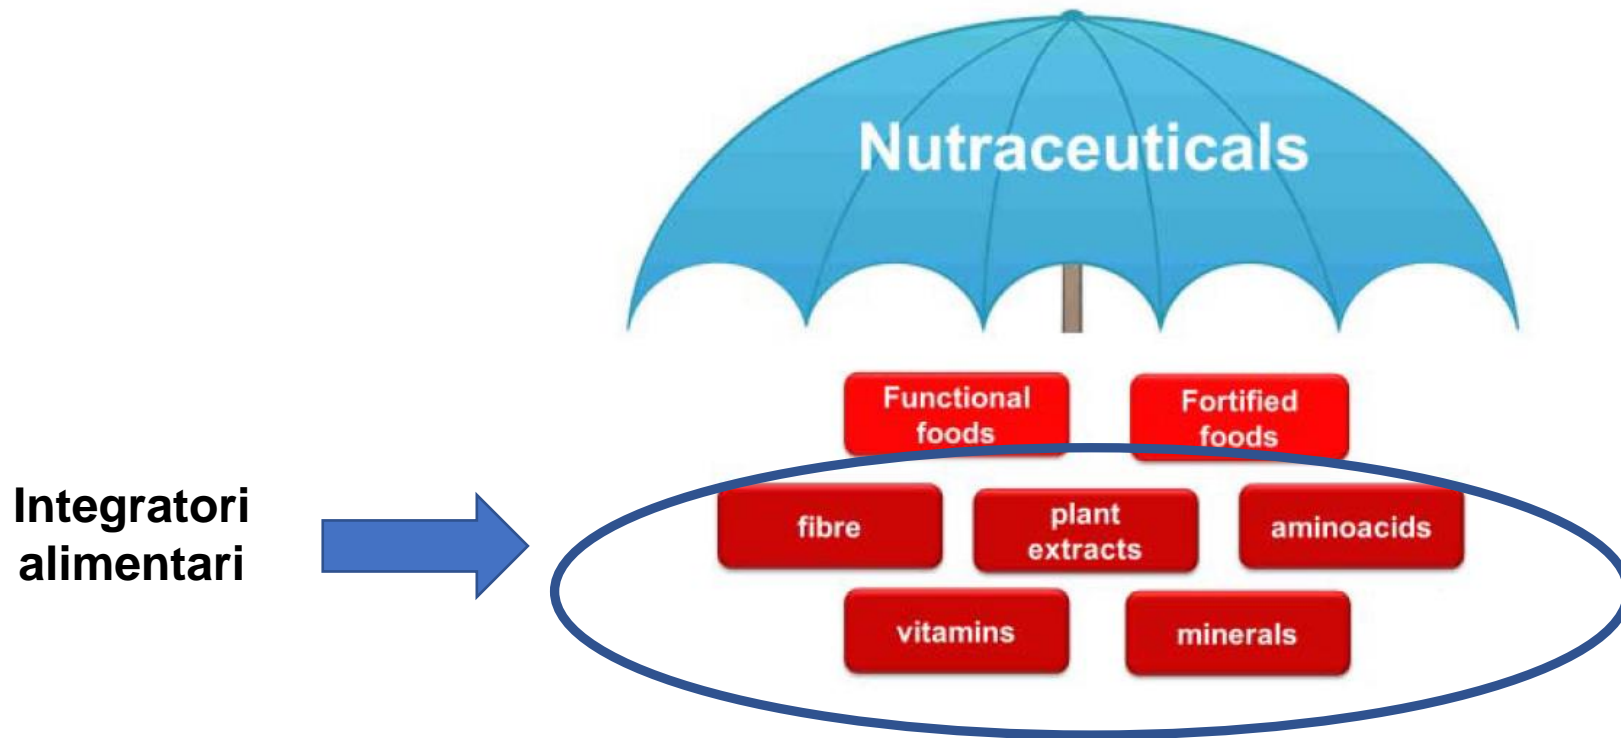 Nutraceuticals
Functional
foods
Fortified
foods
Integratori
alimentari
fibre
plant
extracts
aminoacids
vitamins
minerals